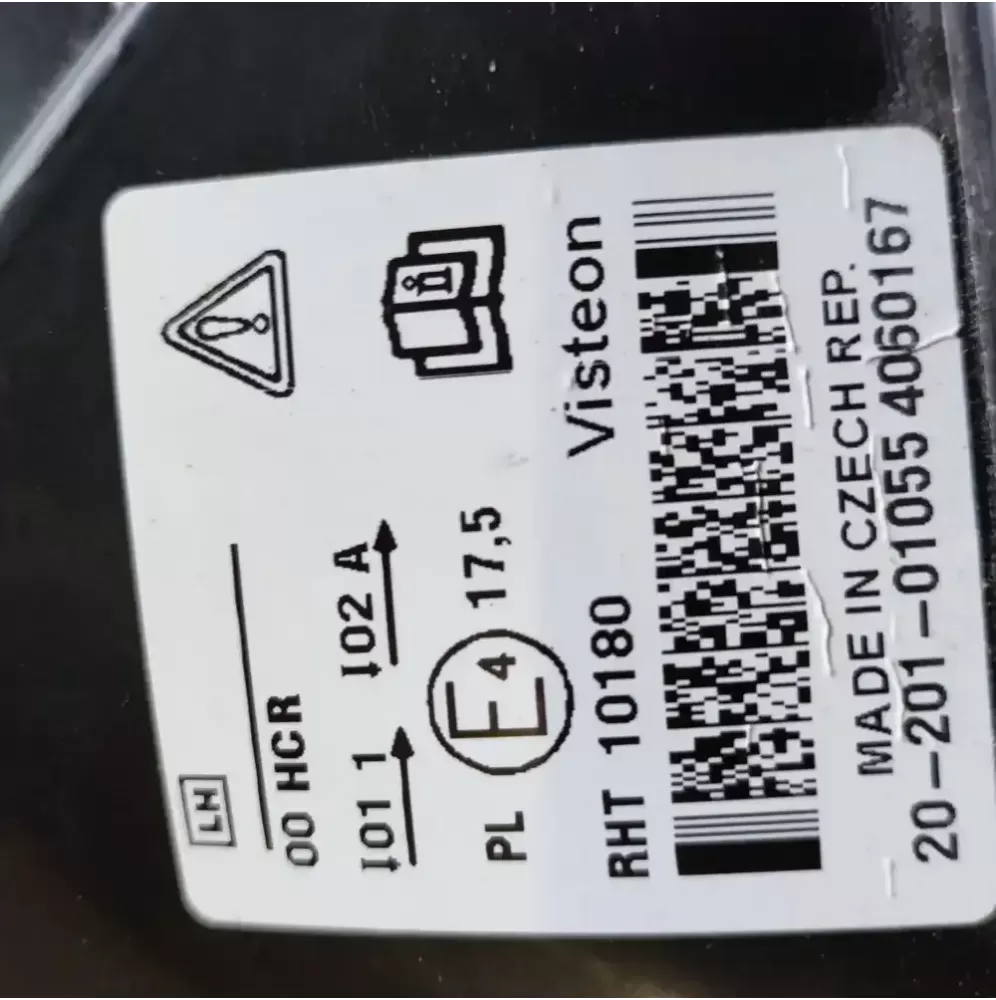 LH
00 HCR
I01 1 I02 A
PL E4 17,5
RHT 10180 Visteon
MADE IN CZECH REP.
20-201-01055 4060167